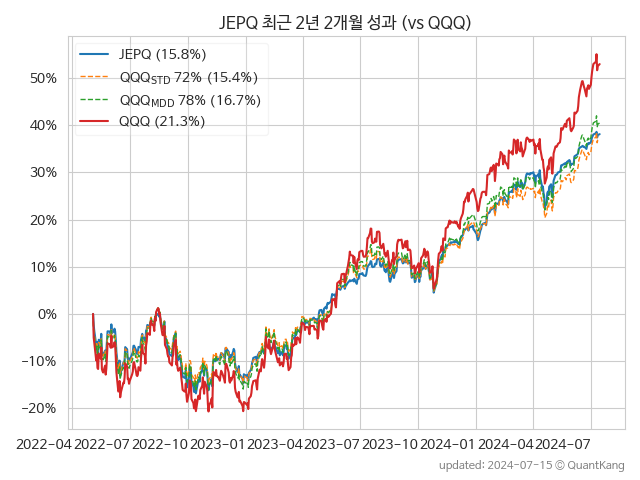 JEPQ 최근 2년 2개월 성과 (vs QQQ)
JEPQ (15.8%)
QQQSTD 72% (15.4%)
QQQMDD 78% (16.7%)
QQQ (21.3%)
50%
40%
30%
20%
10%
0%
−10%
−20%
2022-04 2022-07 2022-10 2023-01 2023-04 2023-07 2023-10 2024-01 2024-04 2024-07
updated: 2024-07-15 © QuantKang